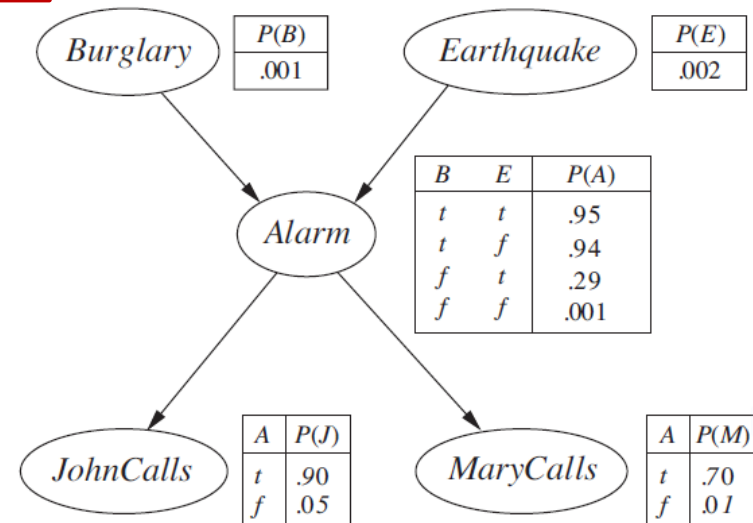 Burglary
P(B)
.001
Earthquake
P(E)
.002
B E P(A)
t t .95
t f .94
f t .29
f f .001
Alarm
A P(J)
t .90
f .05
JohnCalls
A P(M)
t .70
f .01
MaryCalls